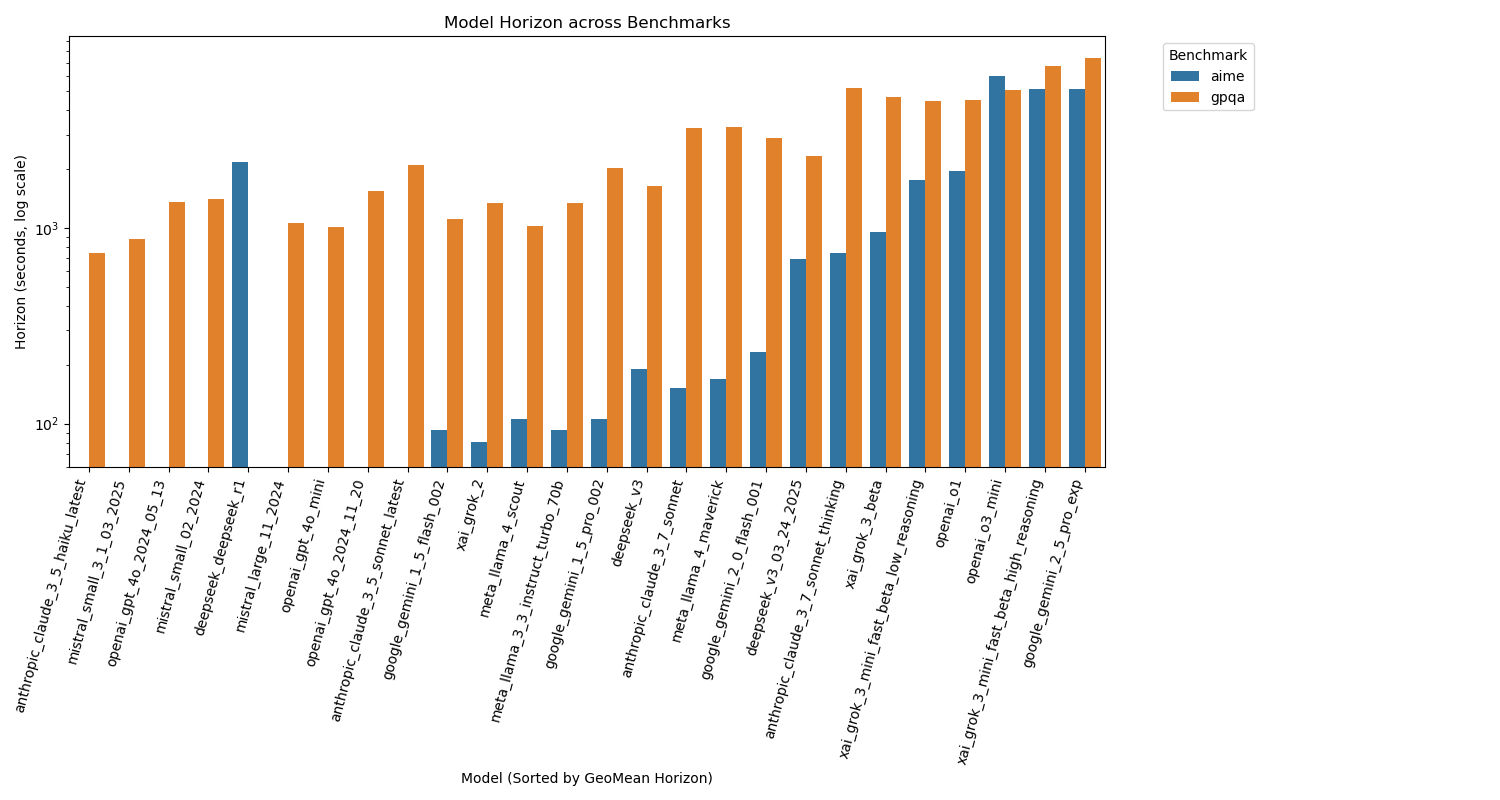 Model Horizon across Benchmarks
Horizon (seconds, log scale)
10³
10²
Benchmark
aime
gpqa
anthropic_claude_3_5_haiku_latest
mistral_small_3_1_03_2025
openai_gpt_4o_2024_05_13
mistral_small_02_2024
deepseek_deepseek_r1
mistral_large_11_2024
openai_gpt_4o_mini
openai_gpt_4o_2024_11_20
anthropic_claude_3_5_sonnet_latest
google_gemini_1_5_flash_002
xai_grok_2
meta_llama_4_scout
meta_llama_3_3_instruct_turbo_70b
google_gemini_1_5_pro_002
deepseek_v3
anthropic_claude_3_7_sonnet
meta_llama_4_maverick
google_gemini_2_0_flash_001
deepseek_v3_03_24_2025
anthropic_claude_3_7_sonnet_thinking
xai_grok_3_beta
xai_grok_3_mini_fast_beta_low_reasoning
openai_o1
openai_o3_mini
xai_grok_3_mini_fast_beta_high_reasoning
google_gemini_2_5_pro_exp
Model (Sorted by GeoMean Horizon)